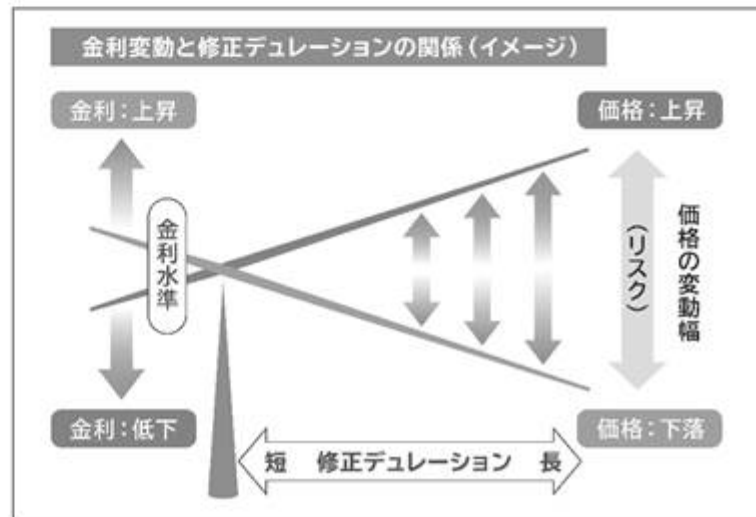 金利変動と修正デュレーションの関係（イメージ）
金利：上昇
価格：上昇
金利水準
価格の変動幅
（リスク）
金利：低下
価格：下落
短 修正デュレーション 長